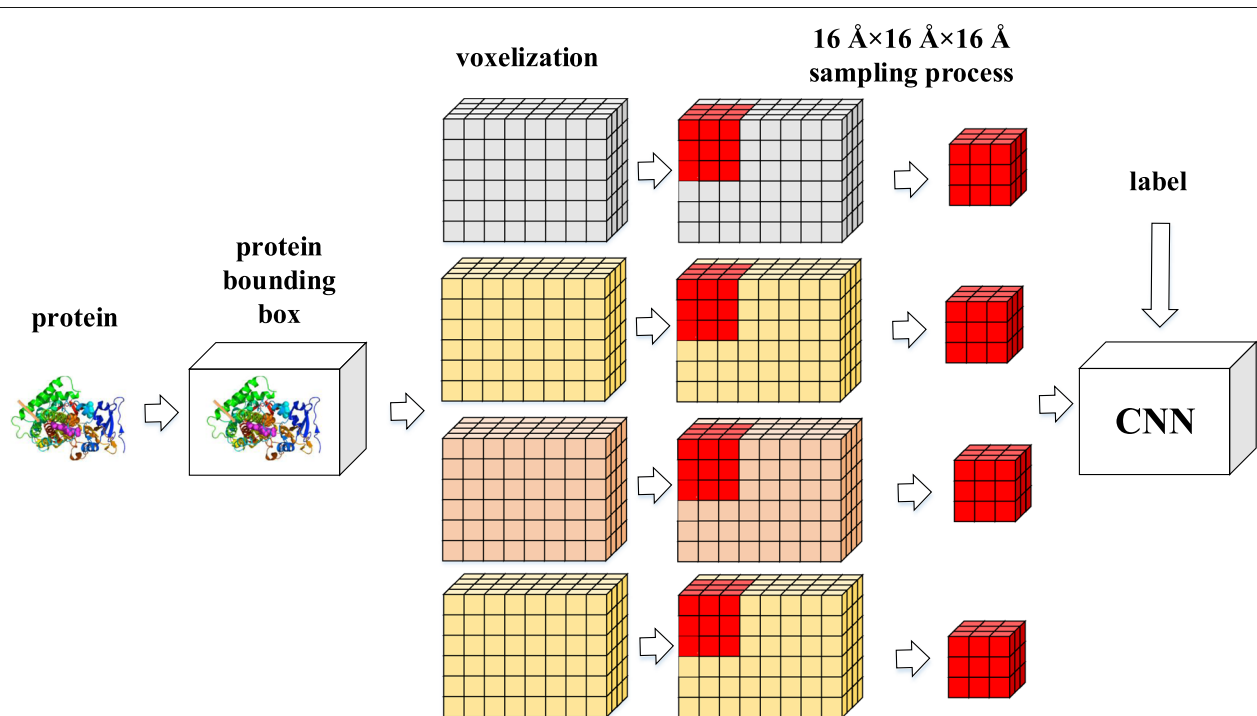 protein
protein
bounding
box
voxelization
16 Å×16 Å×16 Å
sampling process
label
CNN